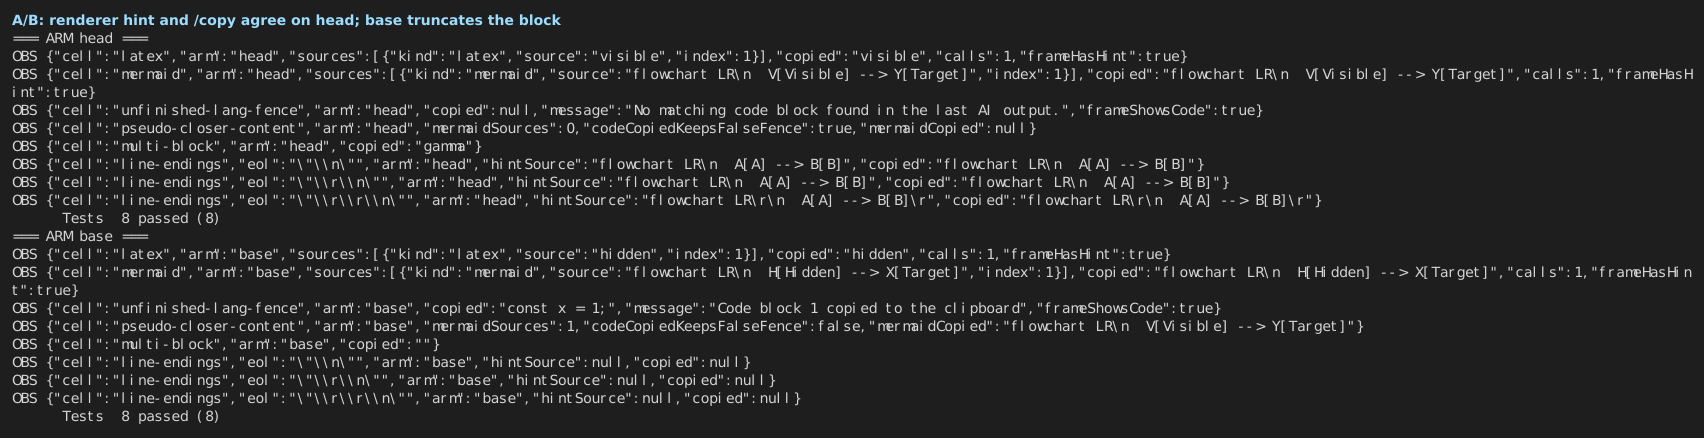 A/B: renderer hint and /copy agree on head; base truncates the block
=== ARM head ===
OBS {"cell":"latex","arm":"head","sources":[{"kind":"latex","source":"visible","index":1}],"copied":"visible","calls":1,"frameHasHint":true}
OBS {"cell":"mermaid","arm":"head","sources":[{"kind":"mermaid","source":"flowchart LR\n  V[Visible] --> Y[Target]","index":1}],"copied":"flowchart LR\n  V[Visible] --> Y[Target]","calls":1,"frameHasH
int":true}
OBS {"cell":"unfinished-lang-fence","arm":"head","copied":null,"message":"No matching code block found in the last AI output.","frameShowsCode":true}
OBS {"cell":"pseudo-closer-content","arm":"head","mermaidSources":0,"codeCopiedKeepsFalseFence":true,"mermaidCopied":null}
OBS {"cell":"multi-block","arm":"head","copied":"gamma"}
OBS {"cell":"line-endings","eol":"\"\\n\"","arm":"head","hintSource":"flowchart LR\n  A[A] --> B[B]","copied":"flowchart LR\n  A[A] --> B[B]"}
OBS {"cell":"line-endings","eol":"\"\\r\\n\"","arm":"head","hintSource":"flowchart LR\n  A[A] --> B[B]","copied":"flowchart LR\n  A[A] --> B[B]"}
OBS {"cell":"line-endings","eol":"\"\\r\\r\\n\"","arm":"head","hintSource":"flowchart LR\r\n  A[A] --> B[B]\r","copied":"flowchart LR\r\n  A[A] --> B[B]\r"}
      Tests  8 passed (8)
=== ARM base ===
OBS {"cell":"latex","arm":"base","sources":[{"kind":"latex","source":"hidden","index":1}],"copied":"hidden","calls":1,"frameHasHint":true}
OBS {"cell":"mermaid","arm":"base","sources":[{"kind":"mermaid","source":"flowchart LR\n  H[Hidden] --> X[Target]","index":1}],"copied":"flowchart LR\n  H[Hidden] --> X[Target]","calls":1,"frameHasHin
t":true}
OBS {"cell":"unfinished-lang-fence","arm":"base","copied":"const x = 1;","message":"Code block 1 copied to the clipboard","frameShowsCode":true}
OBS {"cell":"pseudo-closer-content","arm":"base","mermaidSources":1,"codeCopiedKeepsFalseFence":false,"mermaidCopied":"flowchart LR\n  V[Visible] --> Y[Target]"}
OBS {"cell":"multi-block","arm":"base","copied":""}
OBS {"cell":"line-endings","eol":"\"\\n\"","arm":"base","hintSource":null,"copied":null}
OBS {"cell":"line-endings","eol":"\"\\r\\n\"","arm":"base","hintSource":null,"copied":null}
OBS {"cell":"line-endings","eol":"\"\\r\\r\\n\"","arm":"base","hintSource":null,"copied":null}
      Tests  8 passed (8)